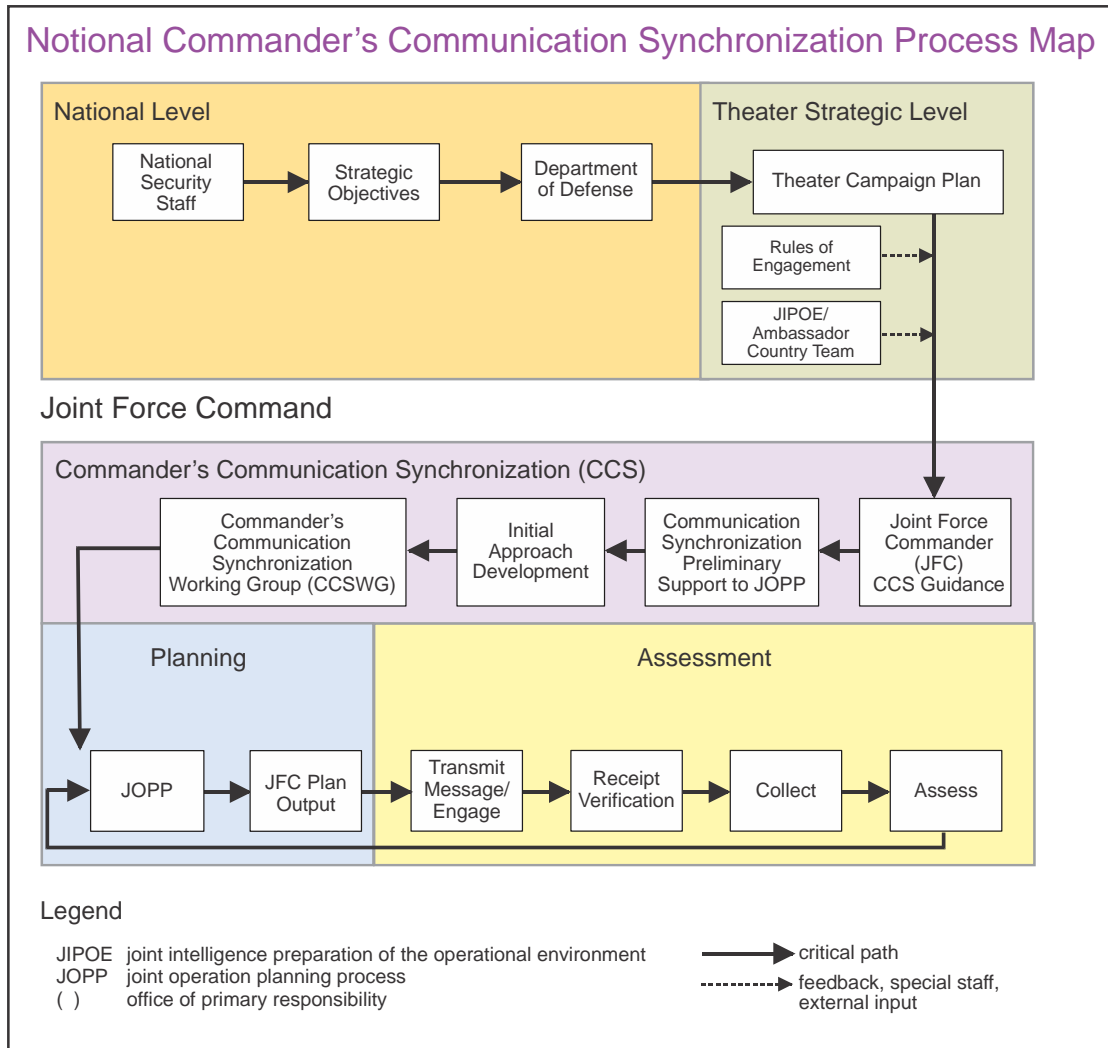 Notional Commander’s Communication Synchronization Process Map
National Level
National
Security
Staff
Strategic
Objectives
Department
of Defense
Theater Strategic Level
Theater Campaign Plan
Rules of
Engagement
JIPOE/
Ambassador
Country Team
Joint Force Command
Commander’s Communication Synchronization (CCS)
Commander’s
Communication
Synchronization
Working Group (CCSWG)
Initial
Approach
Development
Communication
Synchronization
Preliminary
Support to JOPP
Joint Force
Commander
(JFC)
CCS Guidance
Planning
Assessment
JOPP
JFC Plan
Output
Transmit
Message/
Engage
Receipt
Verification
Collect
Assess
Legend
JIPOE joint intelligence preparation of the operational environment
JOPP joint operation planning process
( ) office of primary responsibility
critical path
feedback, special staff,
external input